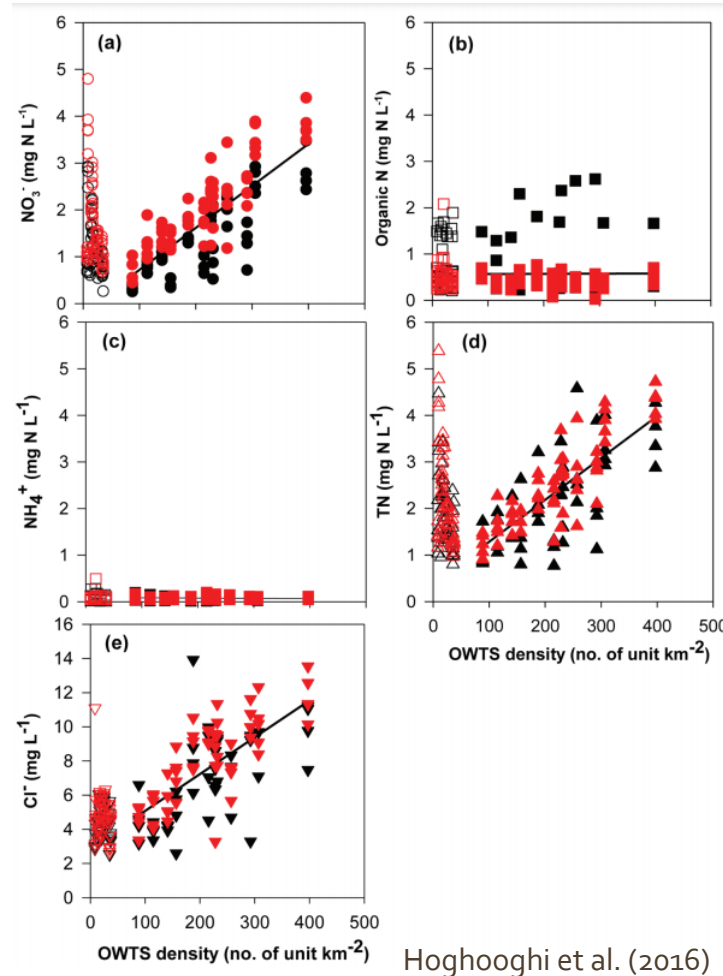 (a)
NO3- (mg N L-1)
6
5
4
3
2
1
0
(b)
Organic N (mg N L-1)
6
5
4
3
2
1
0
(c)
NH4+ (mg N L-1)
6
5
4
3
2
1
0
(d)
TN (mg N L-1)
6
5
4
3
2
1
0
0 100 200 300 400 500
OWTS density (no. of unit km-2)
(e)
Cl- (mg L-1)
16
14
12
10
8
6
4
2
0
0 100 200 300 400 500
OWTS density (no. of unit km-2)
Hoghooghi et al. (2016)